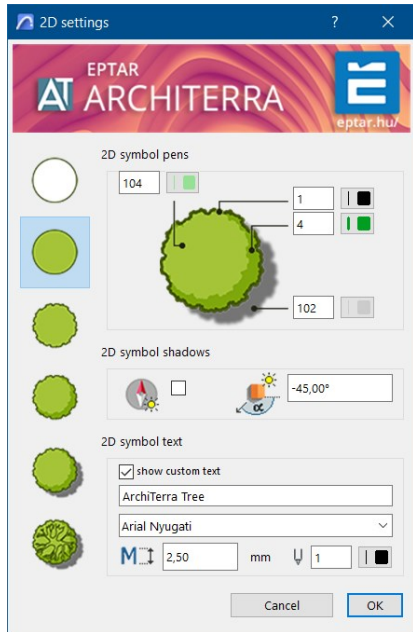 2D settings ?
EPTAR
AT ARCHITERRA
eptar.hu/
2D symbol pens
104
1
4
102
2D symbol shadows
-45,00°
α
2D symbol text
show custom text
ArchiTerra Tree
Arial Nyugati
M 2,50 mm 1
Cancel OK